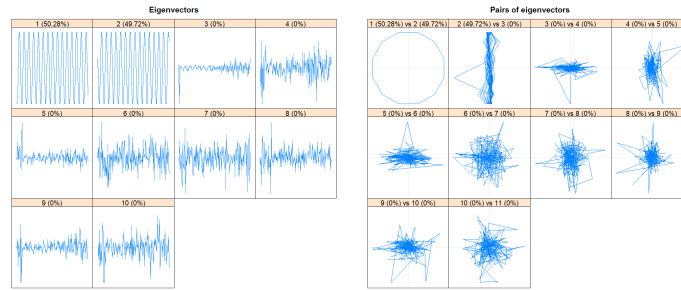 Eigenvectors
1 (50.28%)
2 (49.72%)
3 (0%)
4 (0%)
5 (0%)
6 (0%)
7 (0%)
8 (0%)
9 (0%)
10 (0%)
Pairs of eigenvectors
1 (50.28%) vs 2 (49.72%)
2 (49.72%) vs 3 (0%)
3 (0%) vs 4 (0%)
4 (0%) vs 5 (0%)
5 (0%) vs 6 (0%)
6 (0%) vs 7 (0%)
7 (0%) vs 8 (0%)
8 (0%) vs 9 (0%)
9 (0%) vs 10 (0%)
10 (0%) vs 11 (0%)